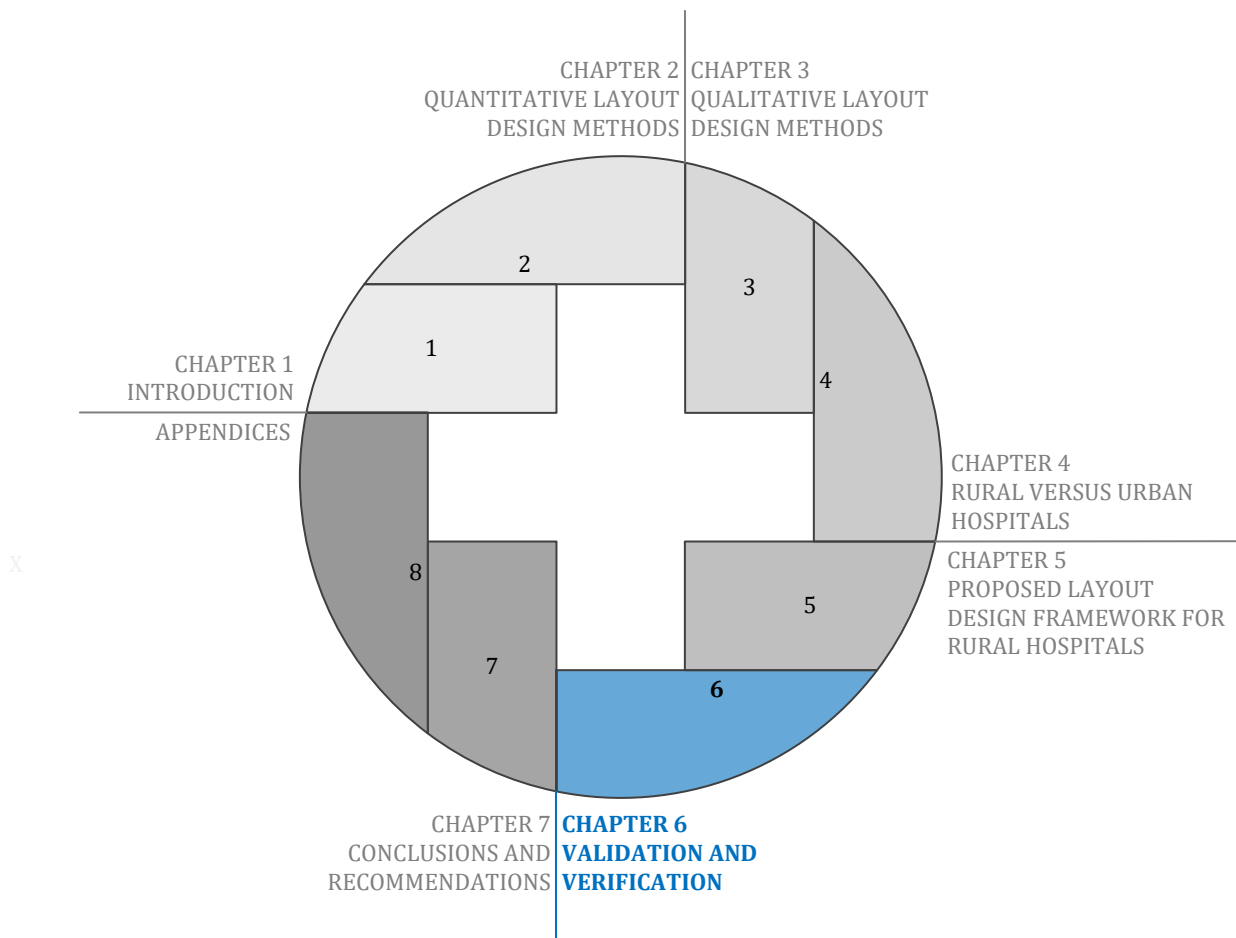 CHAPTER 2
QUANTITATIVE LAYOUT
DESIGN METHODS
CHAPTER 3
QUALITATIVE LAYOUT
DESIGN METHODS
2
3
1
4
CHAPTER 1
INTRODUCTION
APPENDICES
CHAPTER 4
RURAL VERSUS URBAN
HOSPITALS
X
8
5
CHAPTER 5
PROPOSED LAYOUT
DESIGN FRAMEWORK FOR
RURAL HOSPITALS
7
6
CHAPTER 7
CONCLUSIONS AND
RECOMMENDATIONS
CHAPTER 6
VALIDATION AND
VERIFICATION